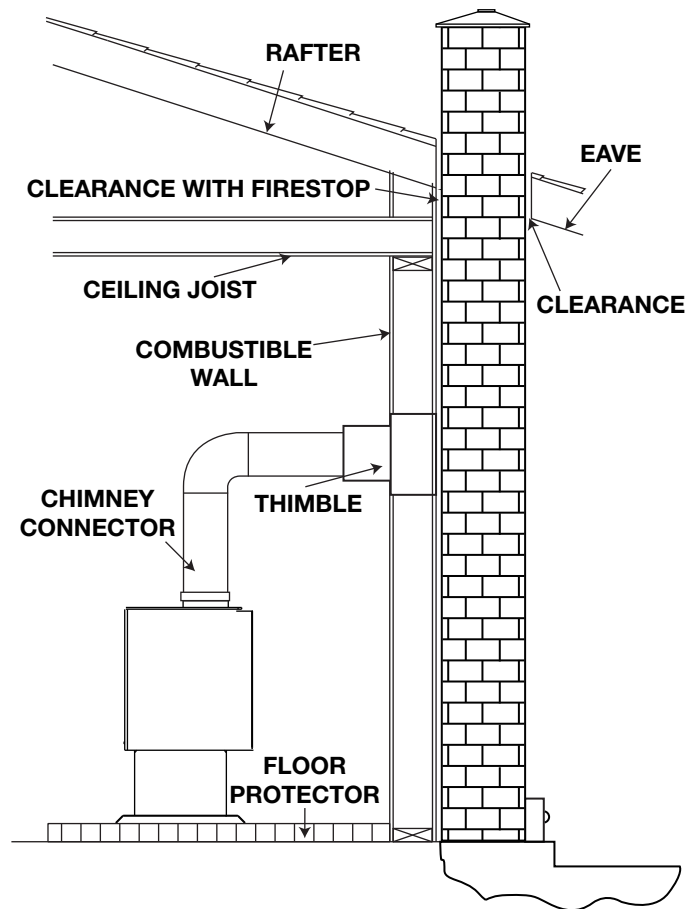 RAFTER
EAVE
CLEARANCE WITH FIRESTOP
CEILING JOIST
CLEARANCE
COMBUSTIBLE
WALL
THIMBLE
CHIMNEY
CONNECTOR
FLOOR
PROTECTOR